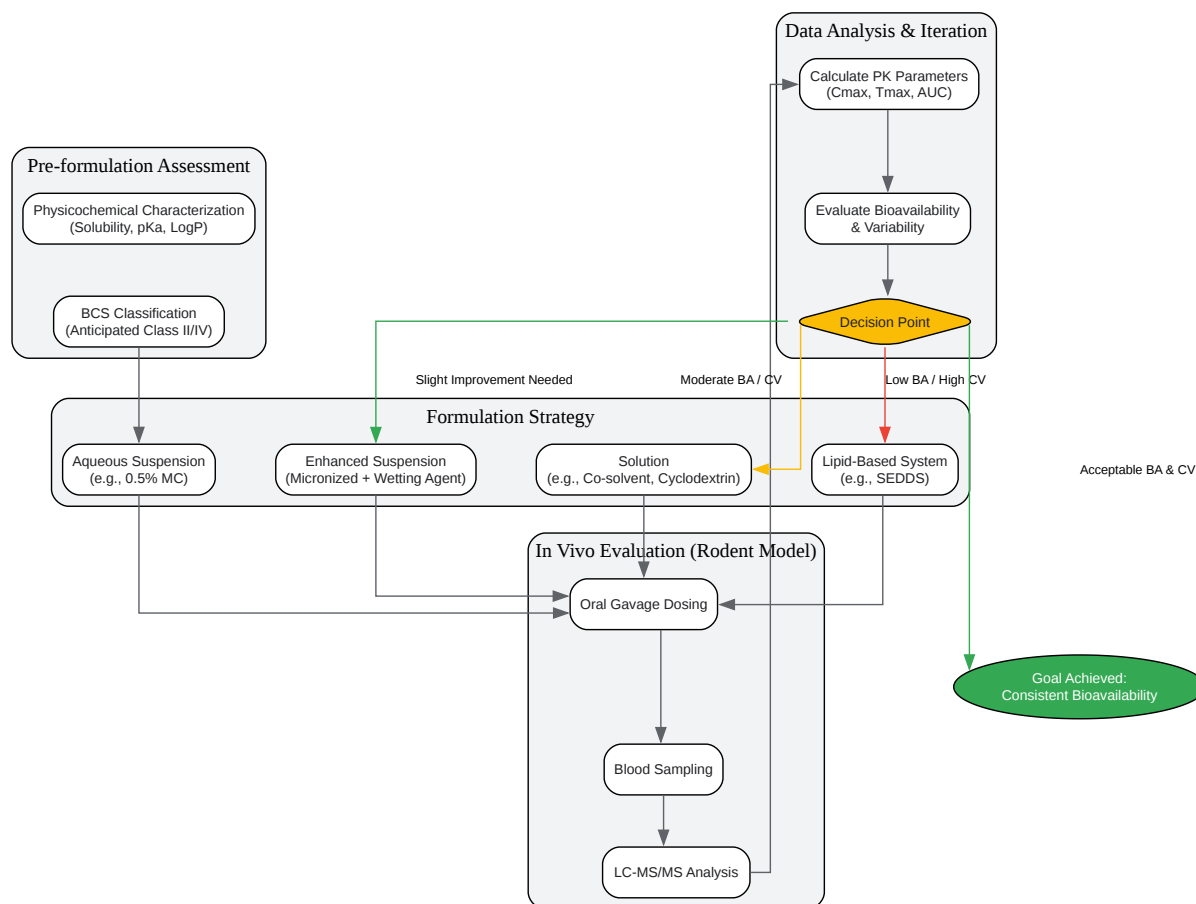 Data Analysis & Iteration
Calculate PK Parameters
(Cmax, Tmax, AUC)
Pre-formulation Assessment
Physicochemical Characterization
(Solubility, pKa, LogP)
Evaluate Bioavailability
& Variability
BCS Classification
(Anticipated Class II/IV)
Decision Point
Slight Improvement Needed
Moderate BA / CV
Low BA / High CV
Formulation Strategy
Aqueous Suspension
(e.g., 0.5% MC)
Enhanced Suspension
(Micronized + Wetting Agent)
Solution
(e.g., Co-solvent, Cyclodextrin)
Lipid-Based System
(e.g., SEDDS)
Acceptable BA & CV
In Vivo Evaluation (Rodent Model)
Oral Gavage Dosing
Goal Achieved:
Consistent Bioavailability
Blood Sampling
LC-MS/MS Analysis